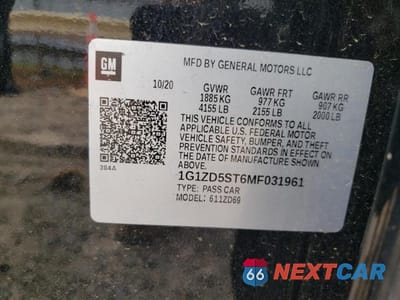 GM
MFD BY GENERAL MOTORS LLC
10/20 GVWR GAWR FRT GAWR RR
1885 KG 977 KG 907 KG
4155 LB 2155 LB 2000 LB
THIS VEHICLE CONFORMS TO ALL
APPLICABLE U.S. FEDERAL MOTOR
VEHICLE SAFETY, BUMPER, AND THEFT
PREVENTION STANDARDS IN EFFECT
ON THE DATE OF MANUFACTURE SHOWN
ABOVE.
394A
1G1ZD5ST6MF031961
TYPE: PASS CAR
MODEL: 611ZD69
66 NEXTCAR